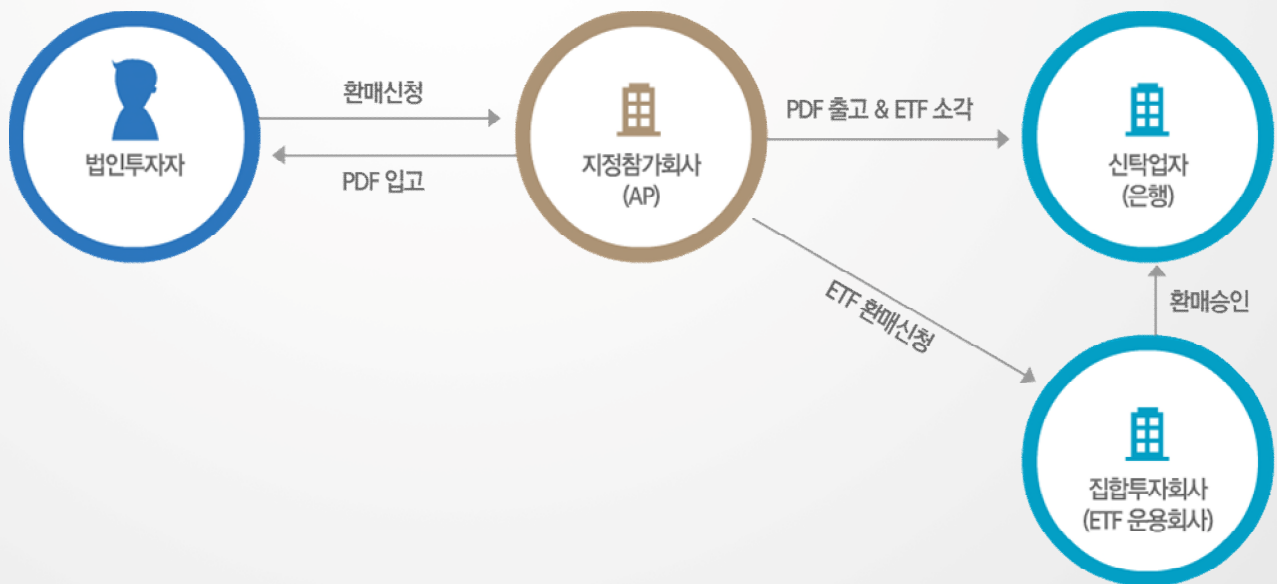 법인투자자
환매신청
PDF 입고
지정참가회사
(AP)
PDF 출고 & ETF 소각
신탁업자
(은행)
ETF 환매신청
환매승인
집합투자회사
(ETF 운용회사)